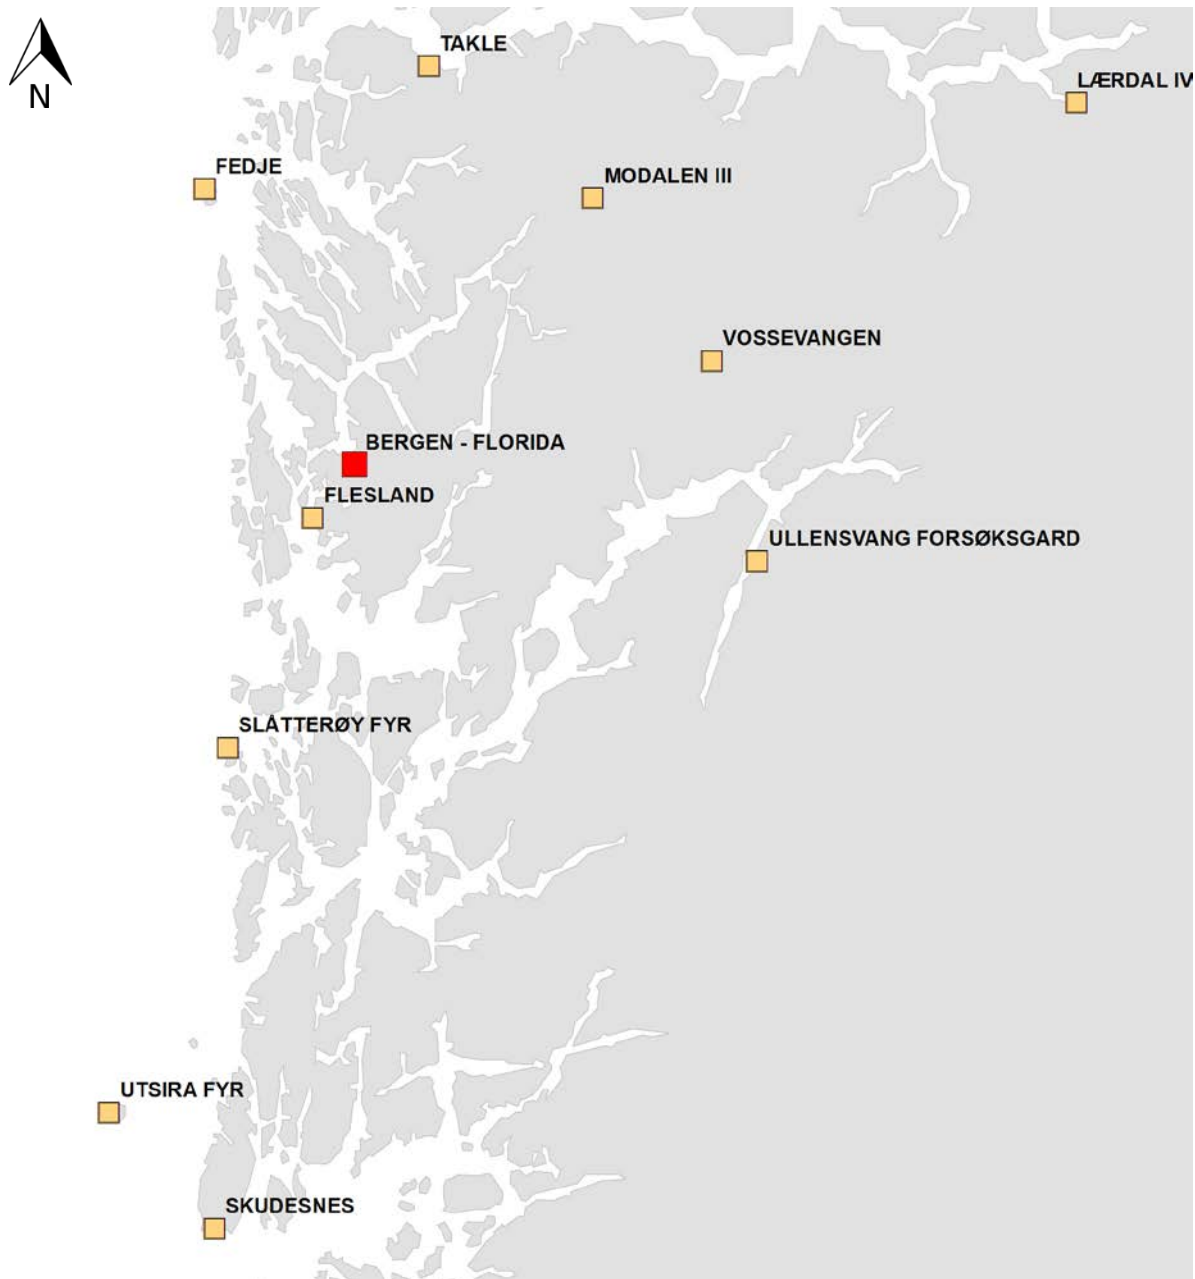 TAKLE
LÆRDAL IV
N
FEDJE
MODALEN III
VOSSEVANGEN
BERGEN - FLORIDA
FLESLAND
ULLENSVANG FORSØKSGARD
SLÅTTERØY FYR
UTSIRA FYR
SKUDESNES